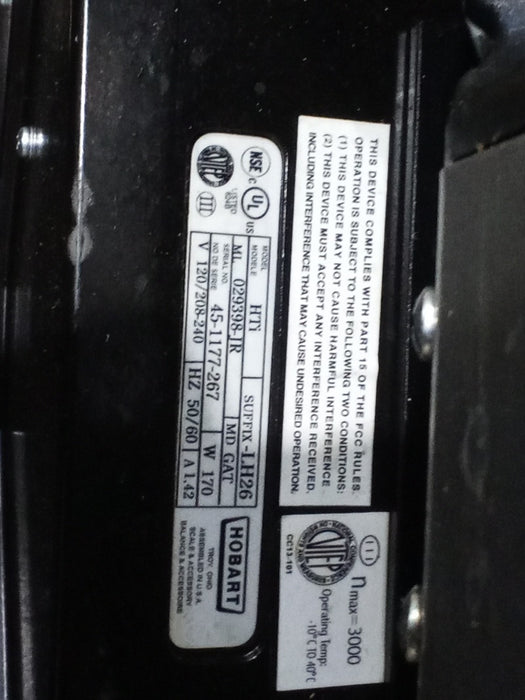 THIS DEVICE COMPLIES WITH PART 15 OF THE FCC RULES.
OPERATION IS SUBJECT TO THE FOLLOWING TWO CONDITIONS:
(1) THIS DEVICE MAY NOT CAUSE HARMFUL INTERFERENCE
(2) THIS DEVICE MUST ACCEPT ANY INTERFERENCE RECEIVED,
INCLUDING INTERFERENCE THAT MAY CAUSE UNDESIRED OPERATION.
III nmax=3000
NTEP
Operating Temp:
-10°C TO 40°C
CC13-101
NSF
C UL US
LISTED
NTEP
III
MODEL
MODELE HTi SUFFIX -LH26
ML 029398-JR MD GAT
SERIAL NO.
NO DE SERIE 45-1177-267 W 170
V 120/208-240 HZ 50/60 A 1.42
HOBART
TROY, OHIO
ASSEMBLED IN U.S.A.
SCALE & ACCESSORY
BALANCE & ACCESSOIRE